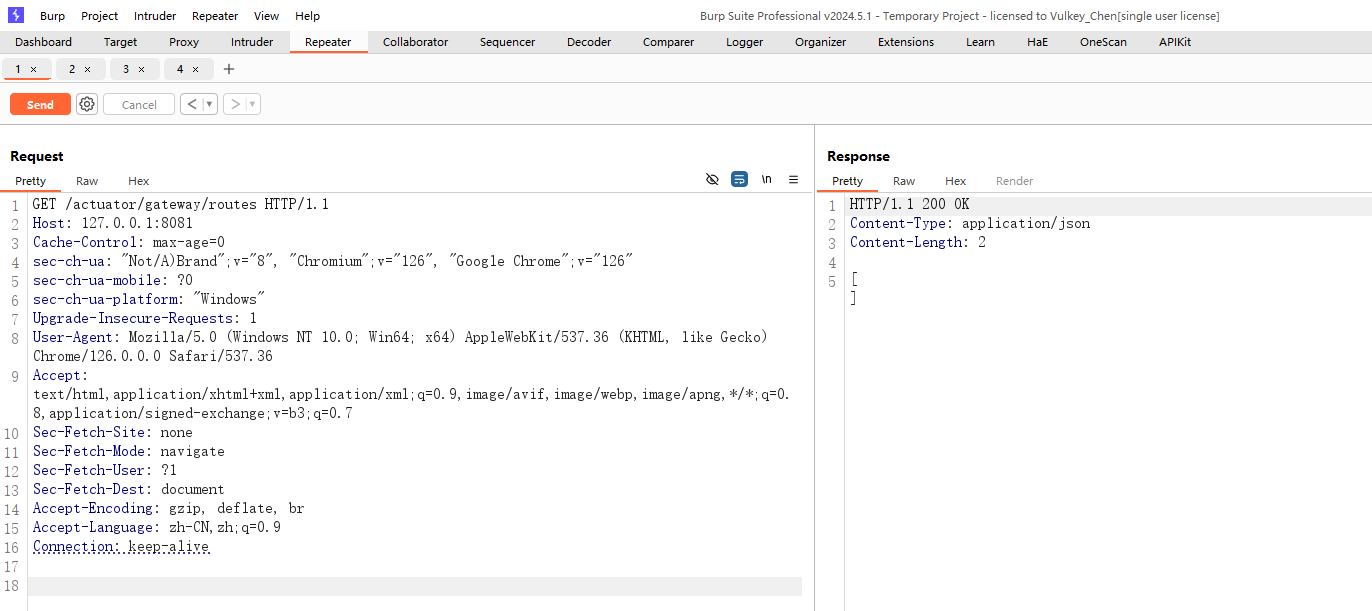 Burp Project Intruder Repeater View Help
Burp Suite Professional v2024.5.1 - Temporary Project - licensed to Vulkey_Chen[single user license]
Dashboard Target Proxy Intruder Repeater Collaborator Sequencer Decoder Comparer Logger Organizer Extensions Learn HaE OneScan APIKit
1 × 2 × 3 × 4 × +
Send Cancel < ▼ > ▼
Request
Pretty Raw Hex \n
1 GET /actuator/gateway/routes HTTP/1.1
2 Host: 127.0.0.1:8081
3 Cache-Control: max-age=0
4 sec-ch-ua: "Not/A)Brand";v="8", "Chromium";v="126", "Google Chrome";v="126"
5 sec-ch-ua-mobile: ?0
6 sec-ch-ua-platform: "Windows"
7 Upgrade-Insecure-Requests: 1
8 User-Agent: Mozilla/5.0 (Windows NT 10.0; Win64; x64) AppleWebKit/537.36 (KHTML, like Gecko)
Chrome/126.0.0.0 Safari/537.36
9 Accept:
text/html,application/xhtml+xml,application/xml;q=0.9,image/avif,image/webp,image/apng,*/*;q=0.
8,application/signed-exchange;v=b3;q=0.7
10 Sec-Fetch-Site: none
11 Sec-Fetch-Mode: navigate
12 Sec-Fetch-User: ?1
13 Sec-Fetch-Dest: document
14 Accept-Encoding: gzip, deflate, br
15 Accept-Language: zh-CN,zh;q=0.9
16 Connection: keep-alive
17
18
Response
Pretty Raw Hex Render
1 HTTP/1.1 200 OK
2 Content-Type: application/json
3 Content-Length: 2
4
5 [
]